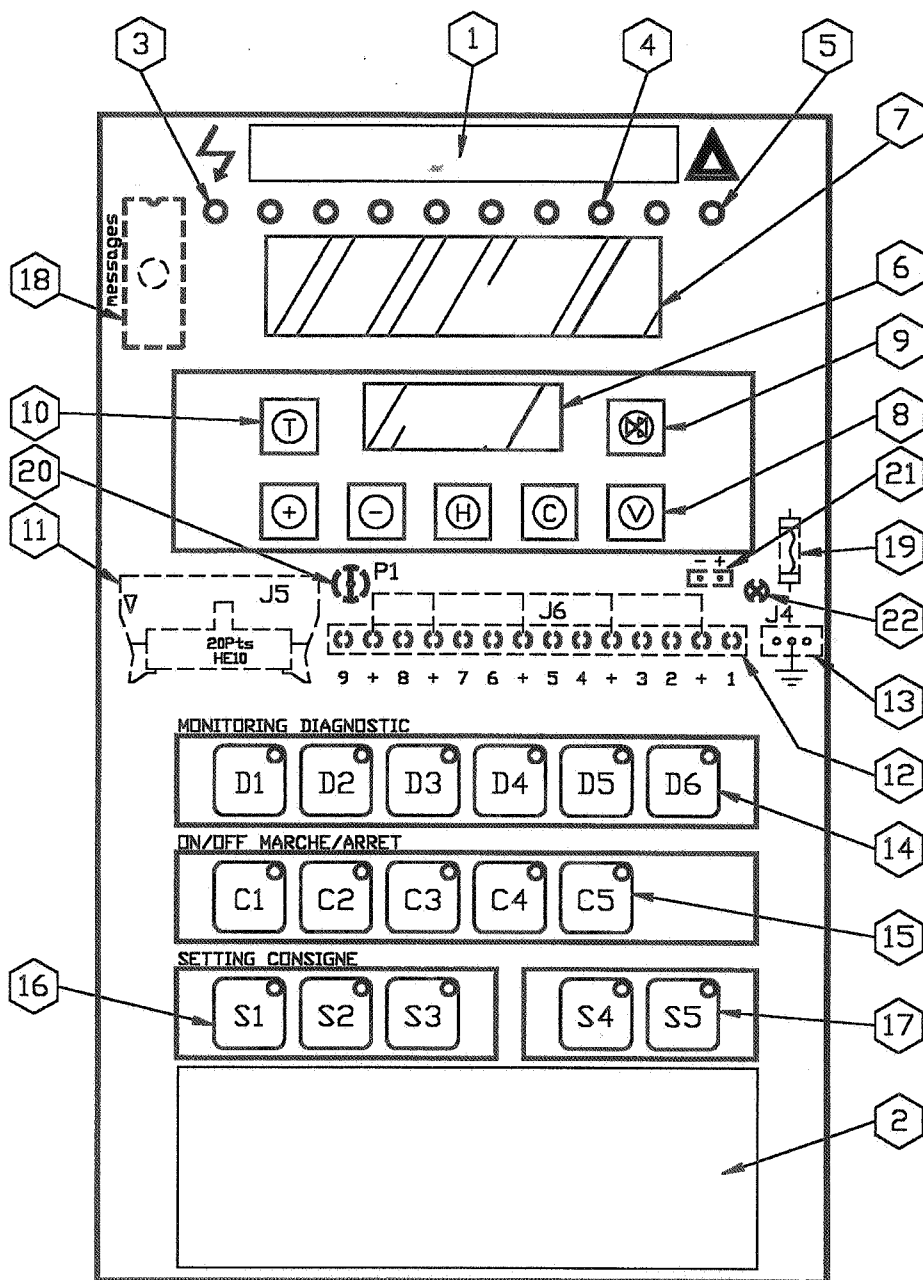 3 1 4 5
7
messages
18
6
9
10 T
8
20
+ - H C V
21
11
19
P1 - +
J5 J6 J4
22
20Pts
HE10
9 + 8 + 7 6 + 5 4 + 3 2 + 1
13
MONITORING DIAGNOSTIC
12
D1 D2 D3 D4 D5 D6
14
ON/OFF MARCHE/ARRET
C1 C2 C3 C4 C5
15
SETTING CONSIGNE
16
S1 S2 S3 S4 S5
17
2